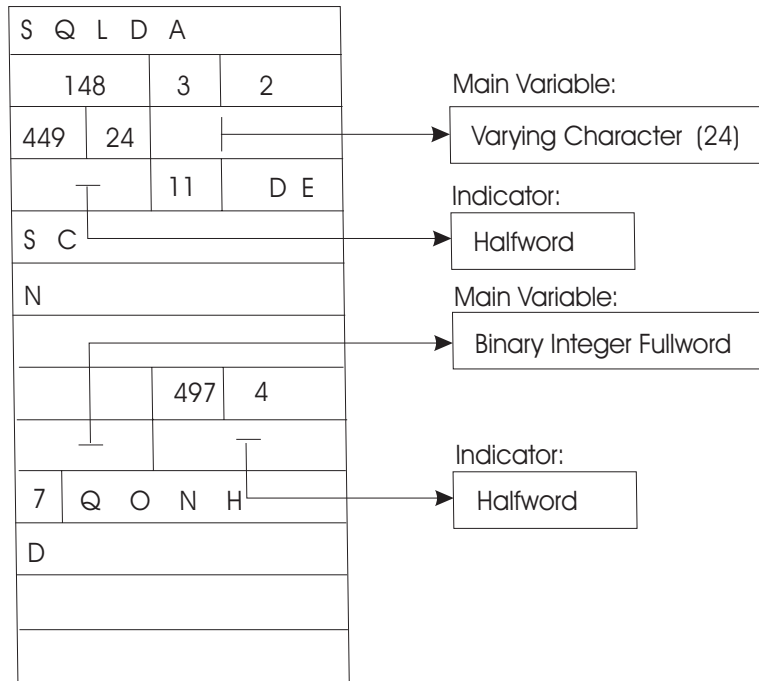 S Q L D A
148 3 2
Main Variable:
449 24
Varying Character (24)
11 D E
Indicator:
S C
Halfword
N
Main Variable:
Binary Integer Fullword
497 4
Indicator:
7 Q O N H
Halfword
D